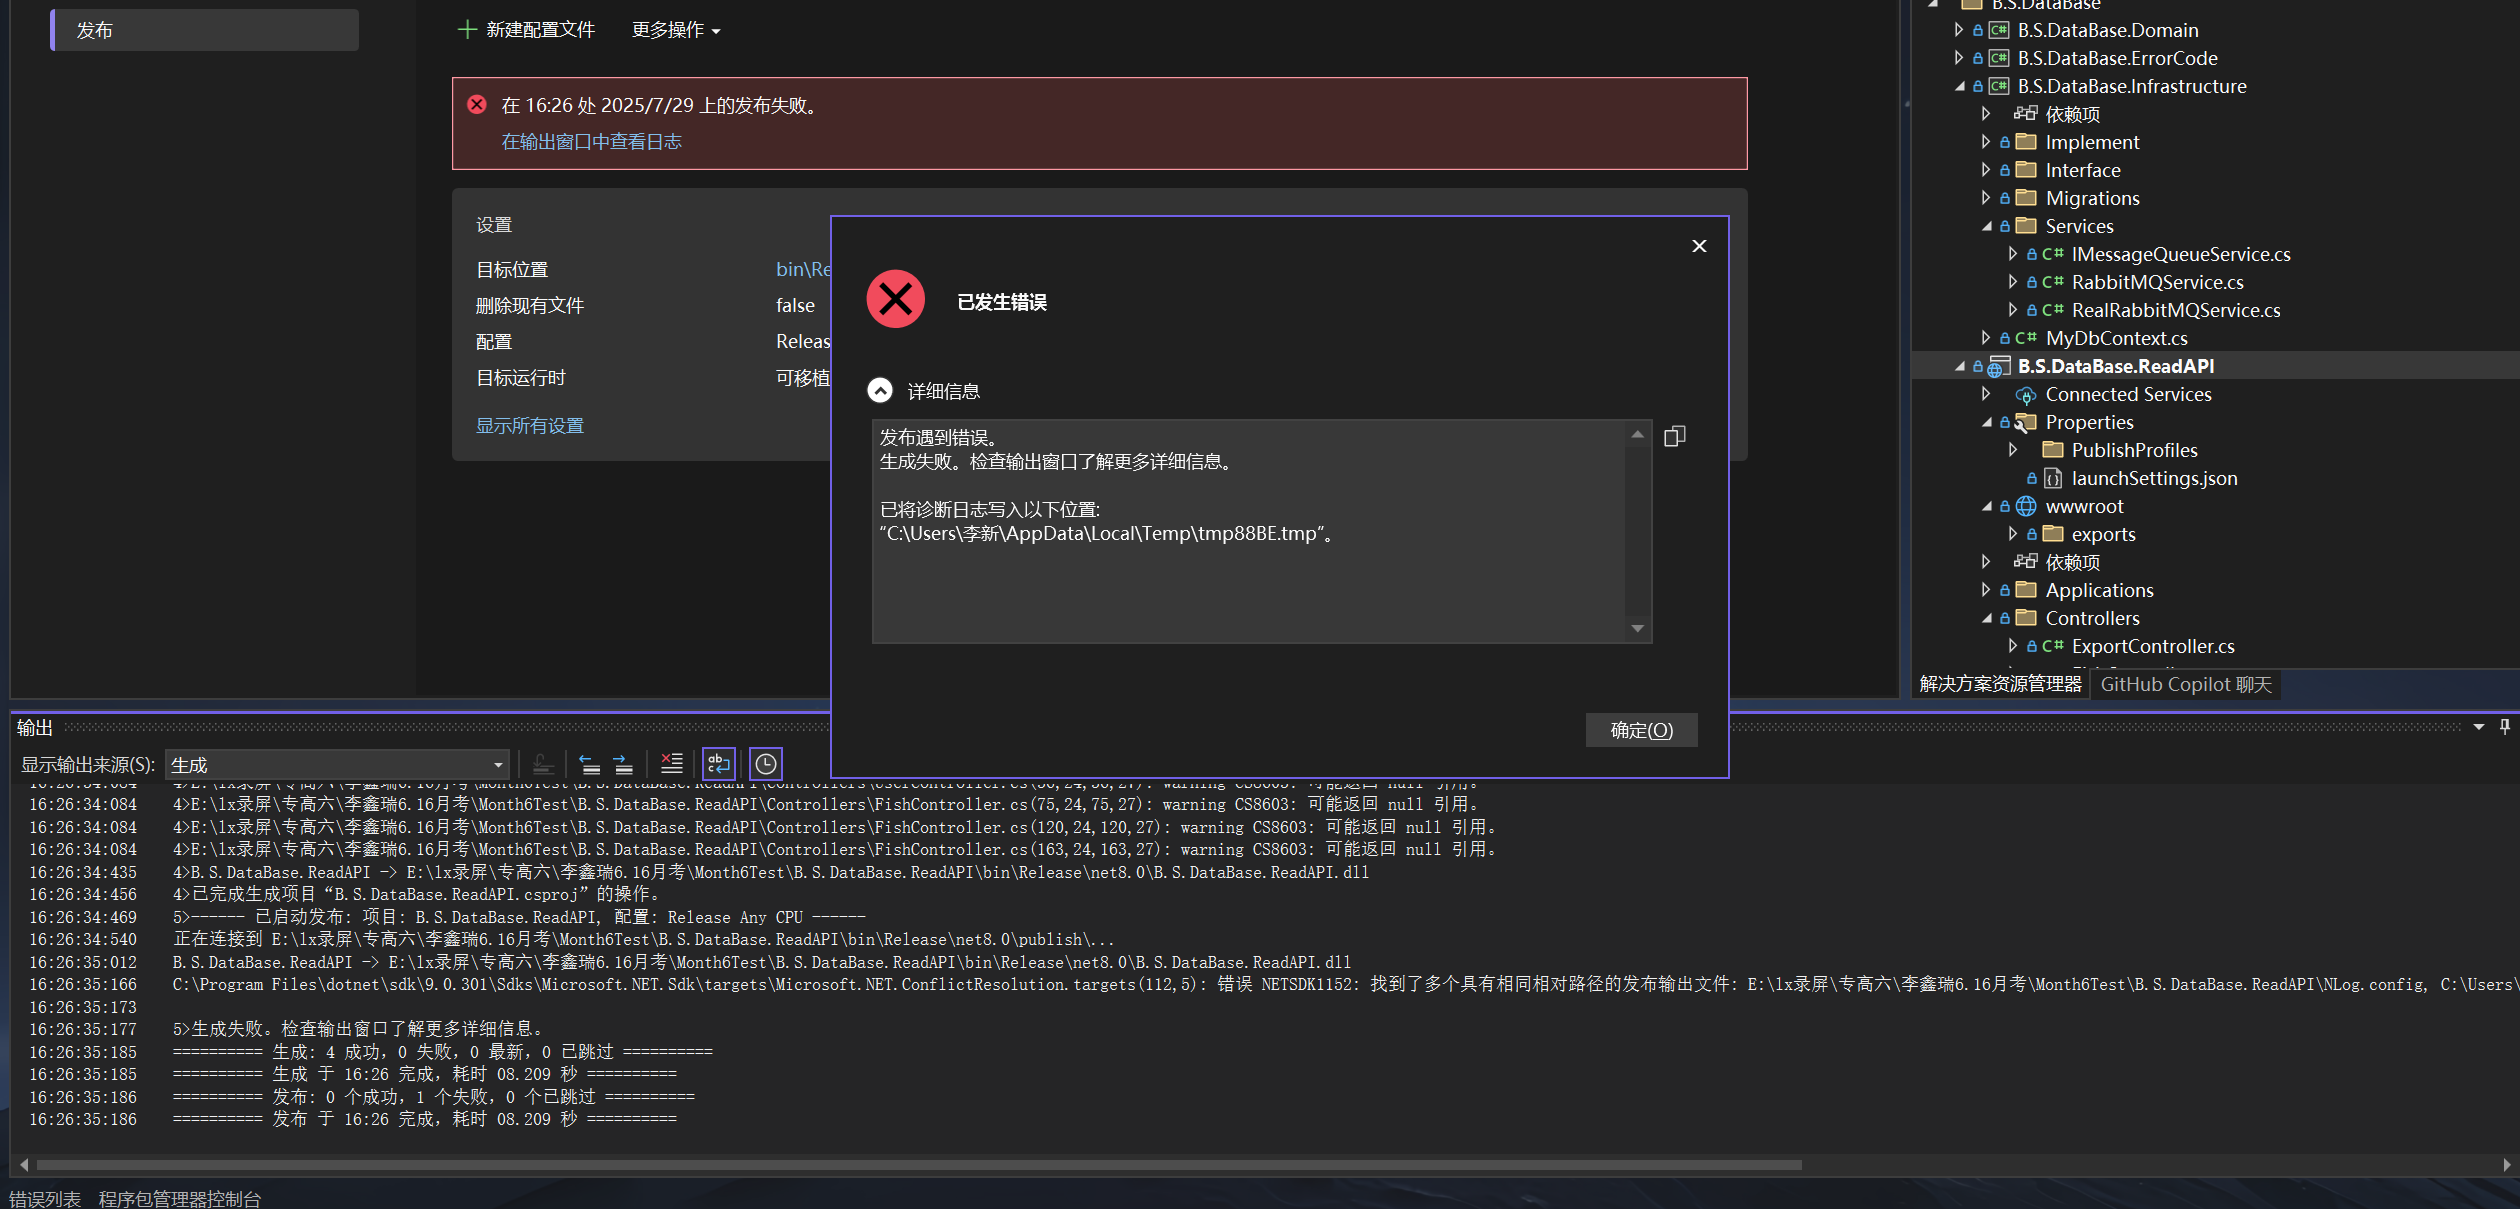 发布
新建配置文件
更多操作
在 16:26 处 2025/7/29 上的发布失败。
在输出窗口中查看日志
设置
目标位置
bin\Re
删除现有文件
false
配置
Releas
目标运行时
可移植
显示所有设置
已发生错误
详细信息
发布遇到错误。
生成失败。检查输出窗口了解更多详细信息。
已将诊断日志写入以下位置:
“C:\Users\李新\AppData\Local\Temp\tmp88BE.tmp”。
确定(O)
B.S.DataBase
B.S.DataBase.Domain
B.S.DataBase.ErrorCode
B.S.DataBase.Infrastructure
依赖项
Implement
Interface
Migrations
Services
C# IMessageQueueService.cs
C# RabbitMQService.cs
C# RealRabbitMQService.cs
C# MyDbContext.cs
B.S.DataBase.ReadAPI
Connected Services
Properties
PublishProfiles
launchSettings.json
wwwroot
exports
依赖项
Applications
Controllers
C# ExportController.cs
解决方案资源管理器
GitHub Copilot 聊天
输出
显示输出来源(S):
生成
16:26:34:084 4>E:\lx录屏\专高六\李鑫瑞6.16月考\Month6Test\B.S.DataBase.ReadAPI\Controllers\FishController.cs(75,24,75,27): warning CS8603: 可能返回 null 引用。
16:26:34:084 4>E:\lx录屏\专高六\李鑫瑞6.16月考\Month6Test\B.S.DataBase.ReadAPI\Controllers\FishController.cs(120,24,120,27): warning CS8603: 可能返回 null 引用。
16:26:34:084 4>E:\lx录屏\专高六\李鑫瑞6.16月考\Month6Test\B.S.DataBase.ReadAPI\Controllers\FishController.cs(163,24,163,27): warning CS8603: 可能返回 null 引用。
16:26:34:435 4>B.S.DataBase.ReadAPI -> E:\lx录屏\专高六\李鑫瑞6.16月考\Month6Test\B.S.DataBase.ReadAPI\bin\Release\net8.0\B.S.DataBase.ReadAPI.dll
16:26:34:456 4>已完成生成项目“B.S.DataBase.ReadAPI.csproj”的操作。
16:26:34:469 5>------ 已启动发布: 项目: B.S.DataBase.ReadAPI, 配置: Release Any CPU ------
16:26:34:540 正在连接到 E:\lx录屏\专高六\李鑫瑞6.16月考\Month6Test\B.S.DataBase.ReadAPI\bin\Release\net8.0\publish\...
16:26:35:012 B.S.DataBase.ReadAPI -> E:\lx录屏\专高六\李鑫瑞6.16月考\Month6Test\B.S.DataBase.ReadAPI\bin\Release\net8.0\B.S.DataBase.ReadAPI.dll
16:26:35:166 C:\Program Files\dotnet\sdk\9.0.301\Sdks\Microsoft.NET.Sdk\targets\Microsoft.NET.ConflictResolution.targets(112,5): 错误 NETSDK1152: 找到了多个具有相同相对路径的发布输出文件: E:\lx录屏\专高六\李鑫瑞6.16月考\Month6Test\B.S.DataBase.ReadAPI\NLog.config, C:\Users\
16:26:35:173
16:26:35:177 5>生成失败。检查输出窗口了解更多详细信息。
16:26:35:185 ========== 生成: 4 成功，0 失败，0 最新，0 已跳过 ==========
16:26:35:185 ========== 生成 于 16:26 完成，耗时 08.209 秒 ==========
16:26:35:186 ========== 发布: 0 个成功，1 个失败，0 个已跳过 ==========
16:26:35:186 ========== 发布 于 16:26 完成，耗时 08.209 秒 ==========
错误列表
程序包管理器控制台